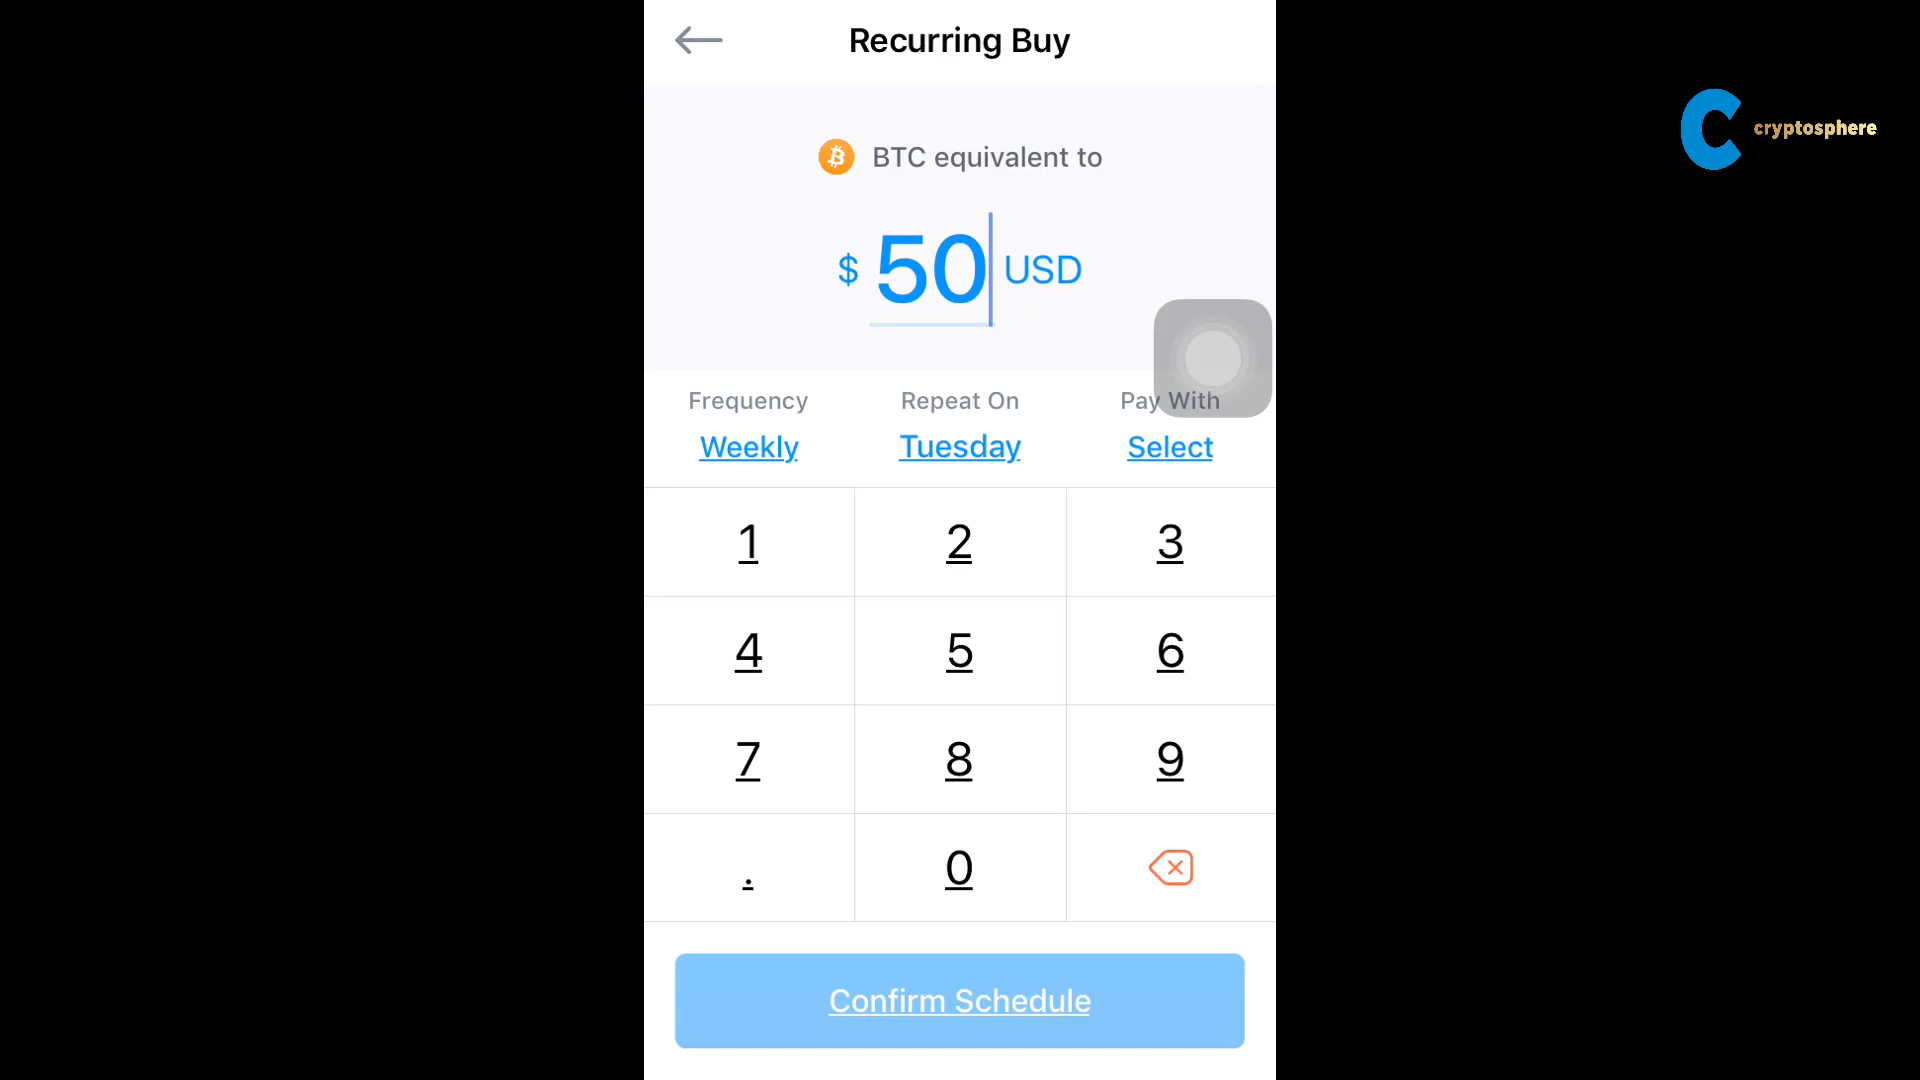 Recurring Buy
cryptosphere
BTC equivalent to
$ 50 USD
Frequency Repeat On Pay With
Weekly Tuesday Select
1 2 3
4 5 6
7 8 9
. 0
Confirm Schedule